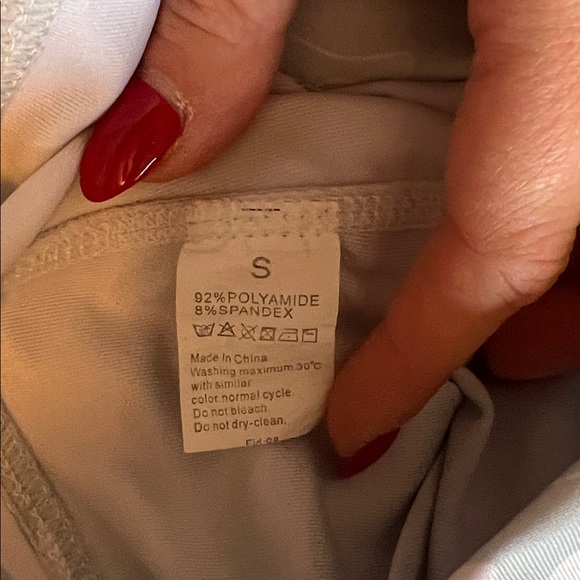 S
92%POLYAMIDE
8%SPANDEX
Made In China
Washing maximum 30°C
with similar
color.normal cycle.
Do not bleach.
Do not dry-clean.